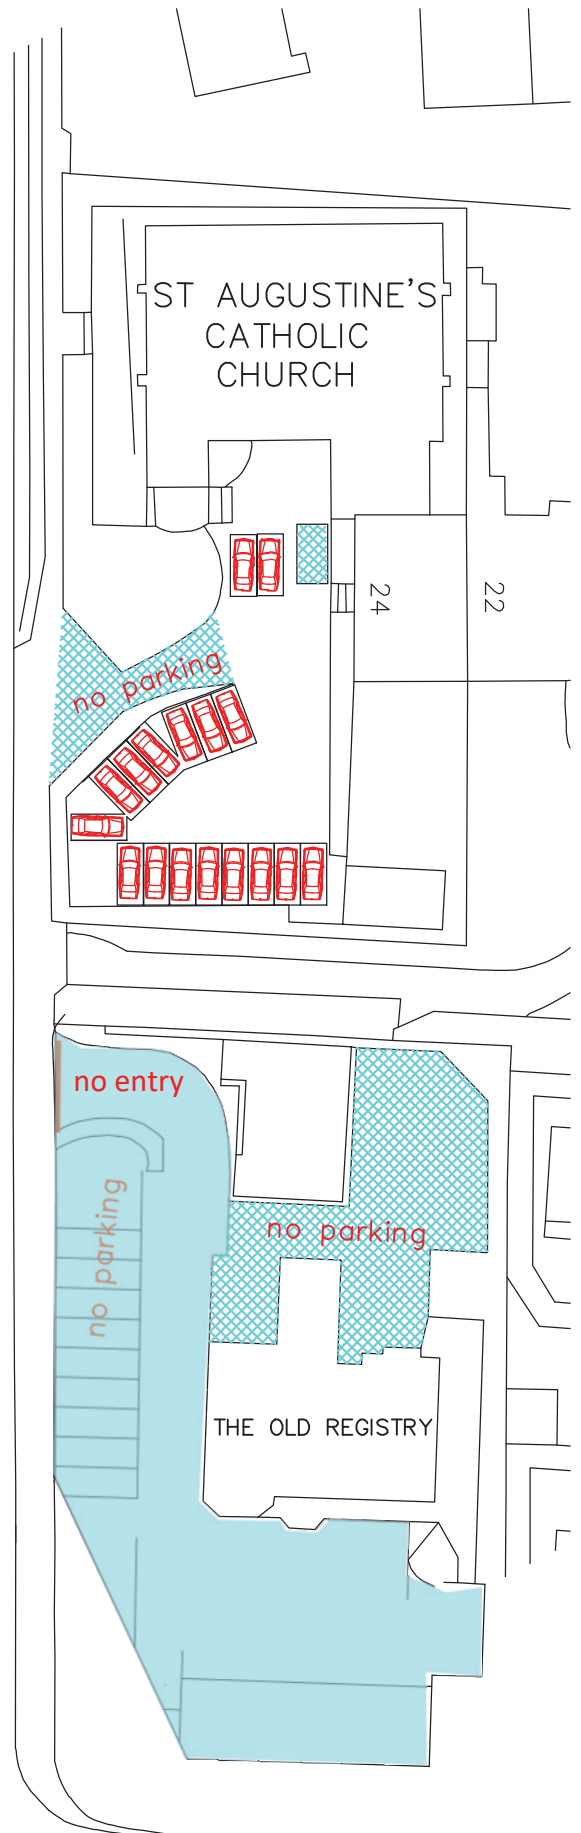 ST AUGUSTINE'S
CATHOLIC
CHURCH
24
22
no parking
no entry
no parking
no parking
THE OLD REGISTRY